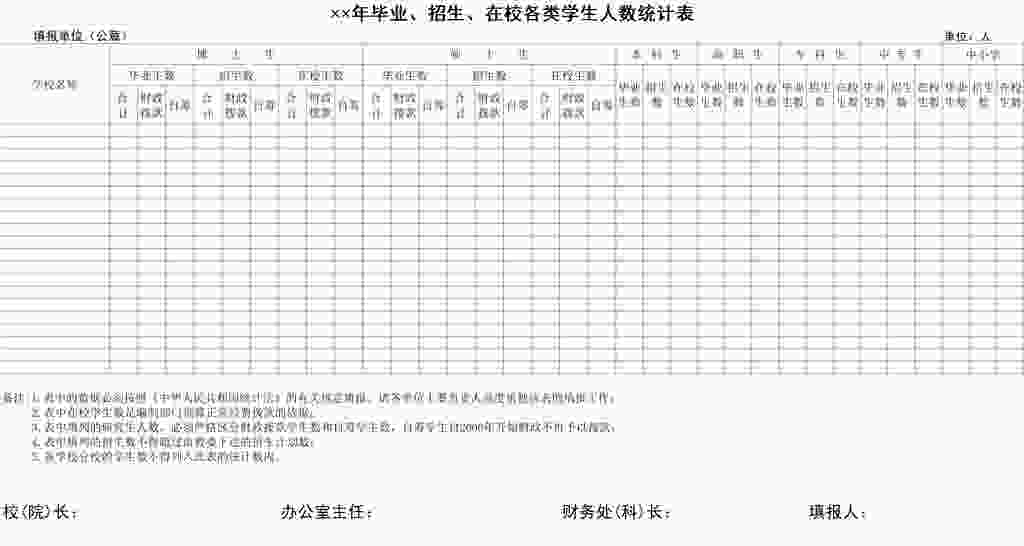 ××年毕业、招生、在校各类学生人数统计表
填报单位（公章） 单位：人
学校名称 博 士 生 硕 士 生 本 科 生 高 职 生 专 科 生 中 专 生 中小学
毕业生数 招生数 在校生数 毕业生数 招生数 在校生数
合计 财政拨款 自筹 合计 财政拨款 自筹 合计 财政拨款 自筹 合计 财政拨款 自筹 合计 财政拨款 自筹 合计 财政拨款 自筹 毕业生数 招生数 在校生数 毕业生数 招生数 在校生数 毕业生数 招生数 在校生数 毕业生数 招生数 在校生数 毕业生数 招生数 在校生数
备注 1. 表中的数据必须按照《中华人民共和国统计法》的有关规定填报，请各单位主要负责人高度重视该表的填报工作；
2. 表中在校学生数是编制部门预算正常经费拨款的依据；
3. 表中填列的研究生人数，必须严格区分财政拨款学生数和自筹学生数，自筹学生自2000年开始财政不再予以拨款；
4. 表中填列的招生数不得超过省教委下达的招生计划数；
5. 各学校分校的学生数不得列入此表的统计数内。
校(院)长： 办公室主任： 财务处(科)长： 填报人：